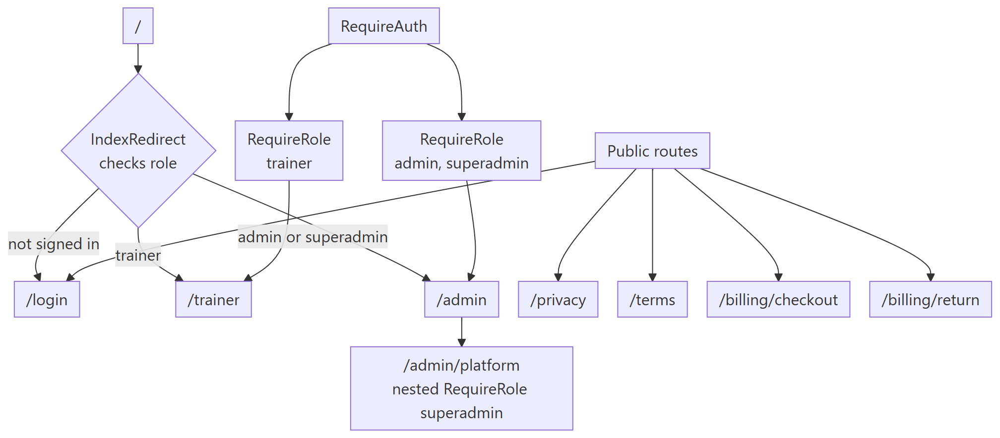 /
RequireAuth
IndexRedirect
checks role
RequireRole
trainer
RequireRole
admin, superadmin
Public routes
not signed in
trainer
admin or superadmin
/login
/trainer
/admin
/privacy
/terms
/billing/checkout
/billing/return
/admin/platform
nested RequireRole
superadmin